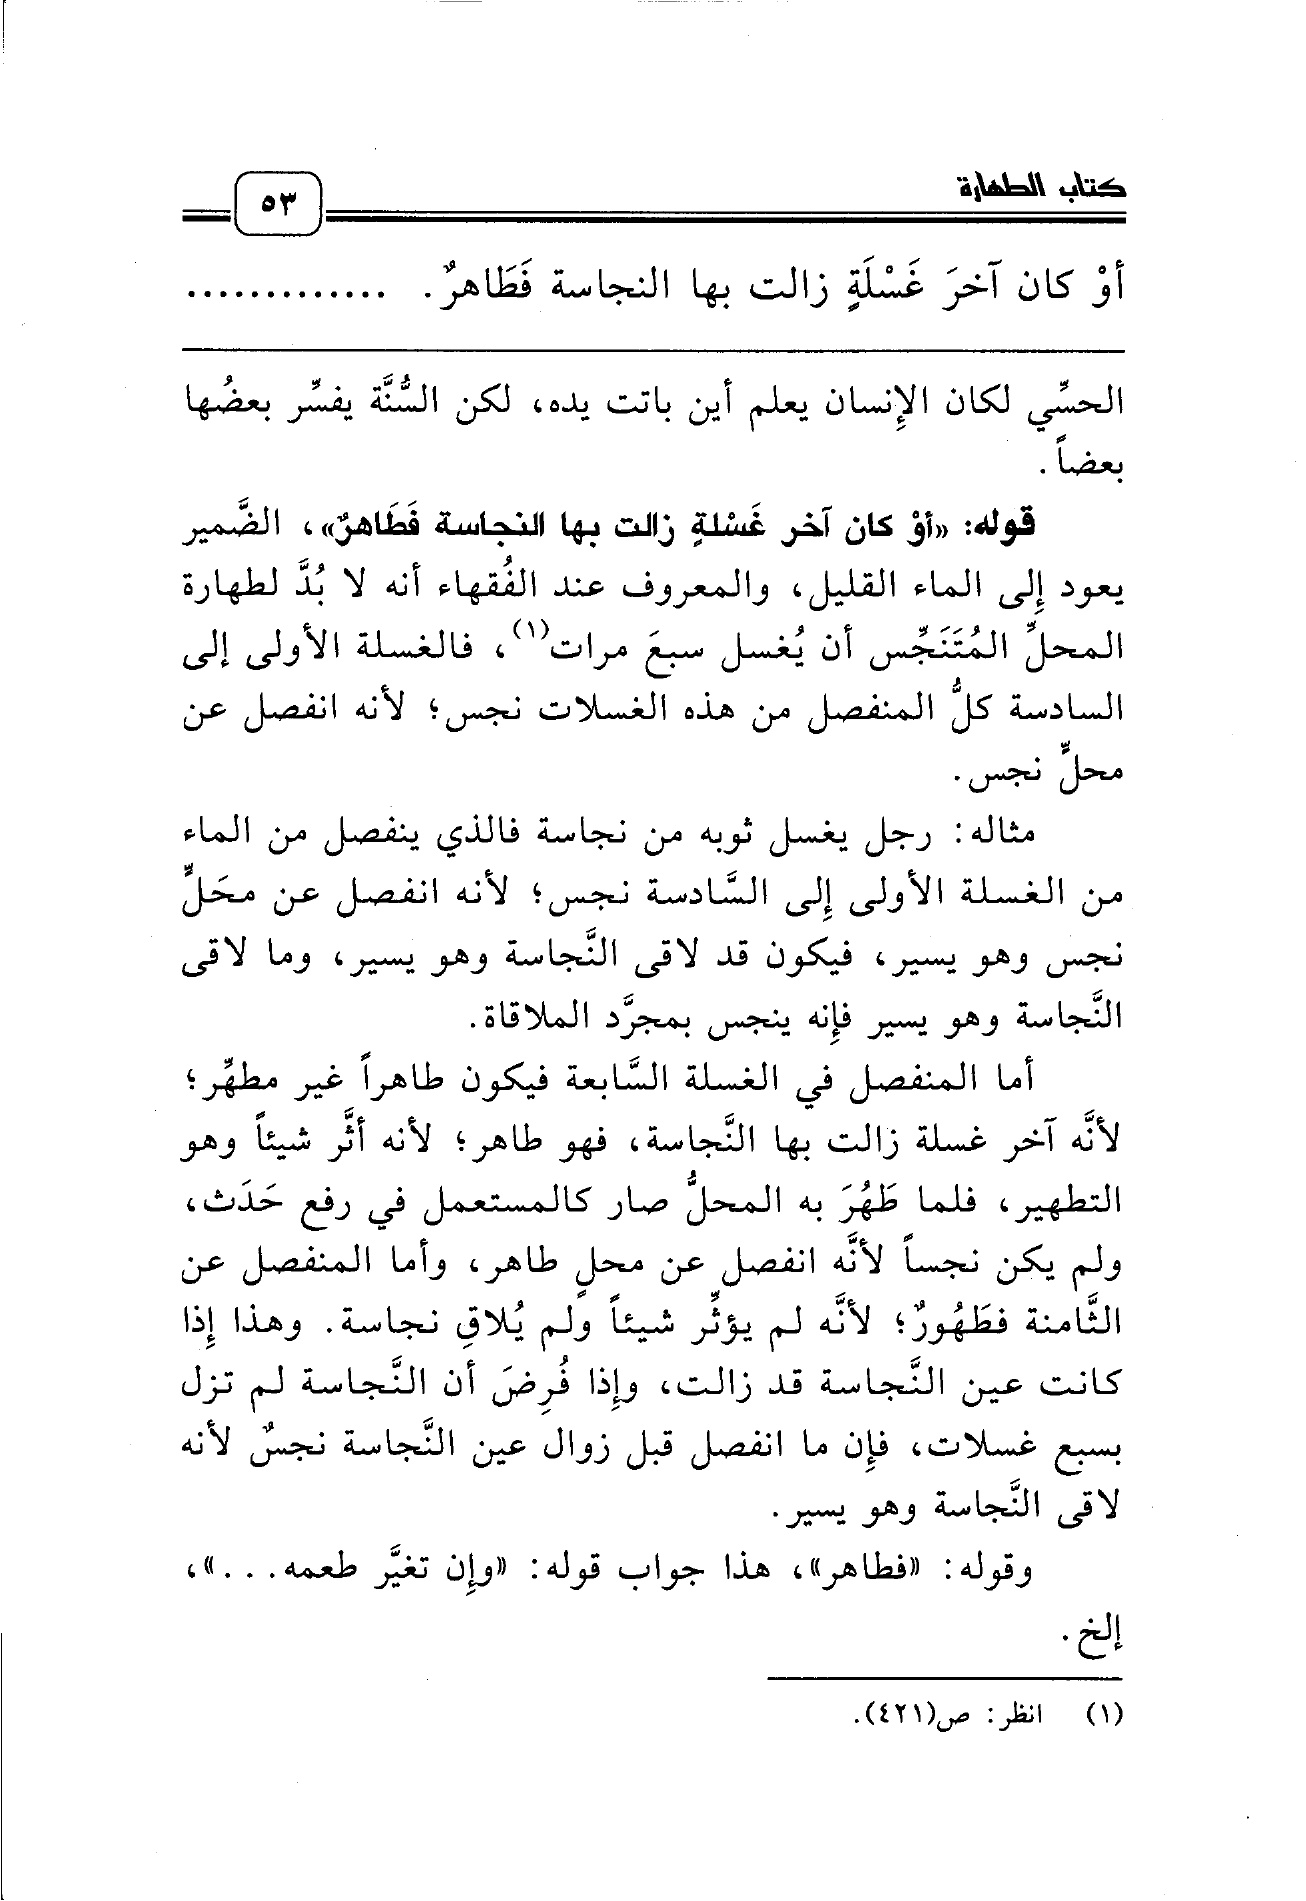 كتاب الطهارة
٥٣
أوْ كان آخرَ غَسْلَةٍ زالت بها النجاسة فَطَاهرٌ. .............
الحسِّي لكان الإنسان يعلم أين باتت يده، لكن السُّنَّة يفسِّر بعضُها
بعضاً.
قوله: «أوْ كان آخر غَسْلةٍ زالت بها النجاسة فَطَاهرٌ»، الضَّمير
يعود إلى الماء القليل، والمعروف عند الفُقهاء أنه لا بُدَّ لطهارة
المحلِّ المُتَنَجِّس أن يُغسل سبعَ مرات(١)، فالغسلة الأولى إلى
السادسة كلُّ المنفصل من هذه الغسلات نجس؛ لأنه انفصل عن
محلٍّ نجس.
مثاله: رجل يغسل ثوبه من نجاسة فالذي ينفصل من الماء
من الغسلة الأولى إلى السَّادسة نجس؛ لأنه انفصل عن محَلٍّ
نجس وهو يسير، فيكون قد لاقى النَّجاسة وهو يسير، وما لاقى
النَّجاسة وهو يسير فإنه ينجس بمجرَّد الملاقاة.
أما المنفصل في الغسلة السَّابعة فيكون طاهراً غير مطهِّر؛
لأنَّه آخر غسلة زالت بها النَّجاسة، فهو طاهر؛ لأنه أثَّر شيئاً وهو
التطهير، فلما طَهُرَ به المحلُّ صار كالمستعمل في رفع حَدَث،
ولم يكن نجساً لأنَّه انفصل عن محلٍ طاهر، وأما المنفصل عن
الثَّامنة فطَهُورٌ؛ لأنَّه لم يؤثِّر شيئاً ولم يُلاقِ نجاسة. وهذا إذا
كانت عين النَّجاسة قد زالت، وإذا فُرِضَ أن النَّجاسة لم تزل
بسبع غسلات، فإن ما انفصل قبل زوال عين النَّجاسة نجسٌ لأنه
لاقى النَّجاسة وهو يسير.
وقوله: «فطاهر»، هذا جواب قوله: «وإن تغيَّر طعمه...»،
إلخ.
(١) انظر: ص(٤٢١).